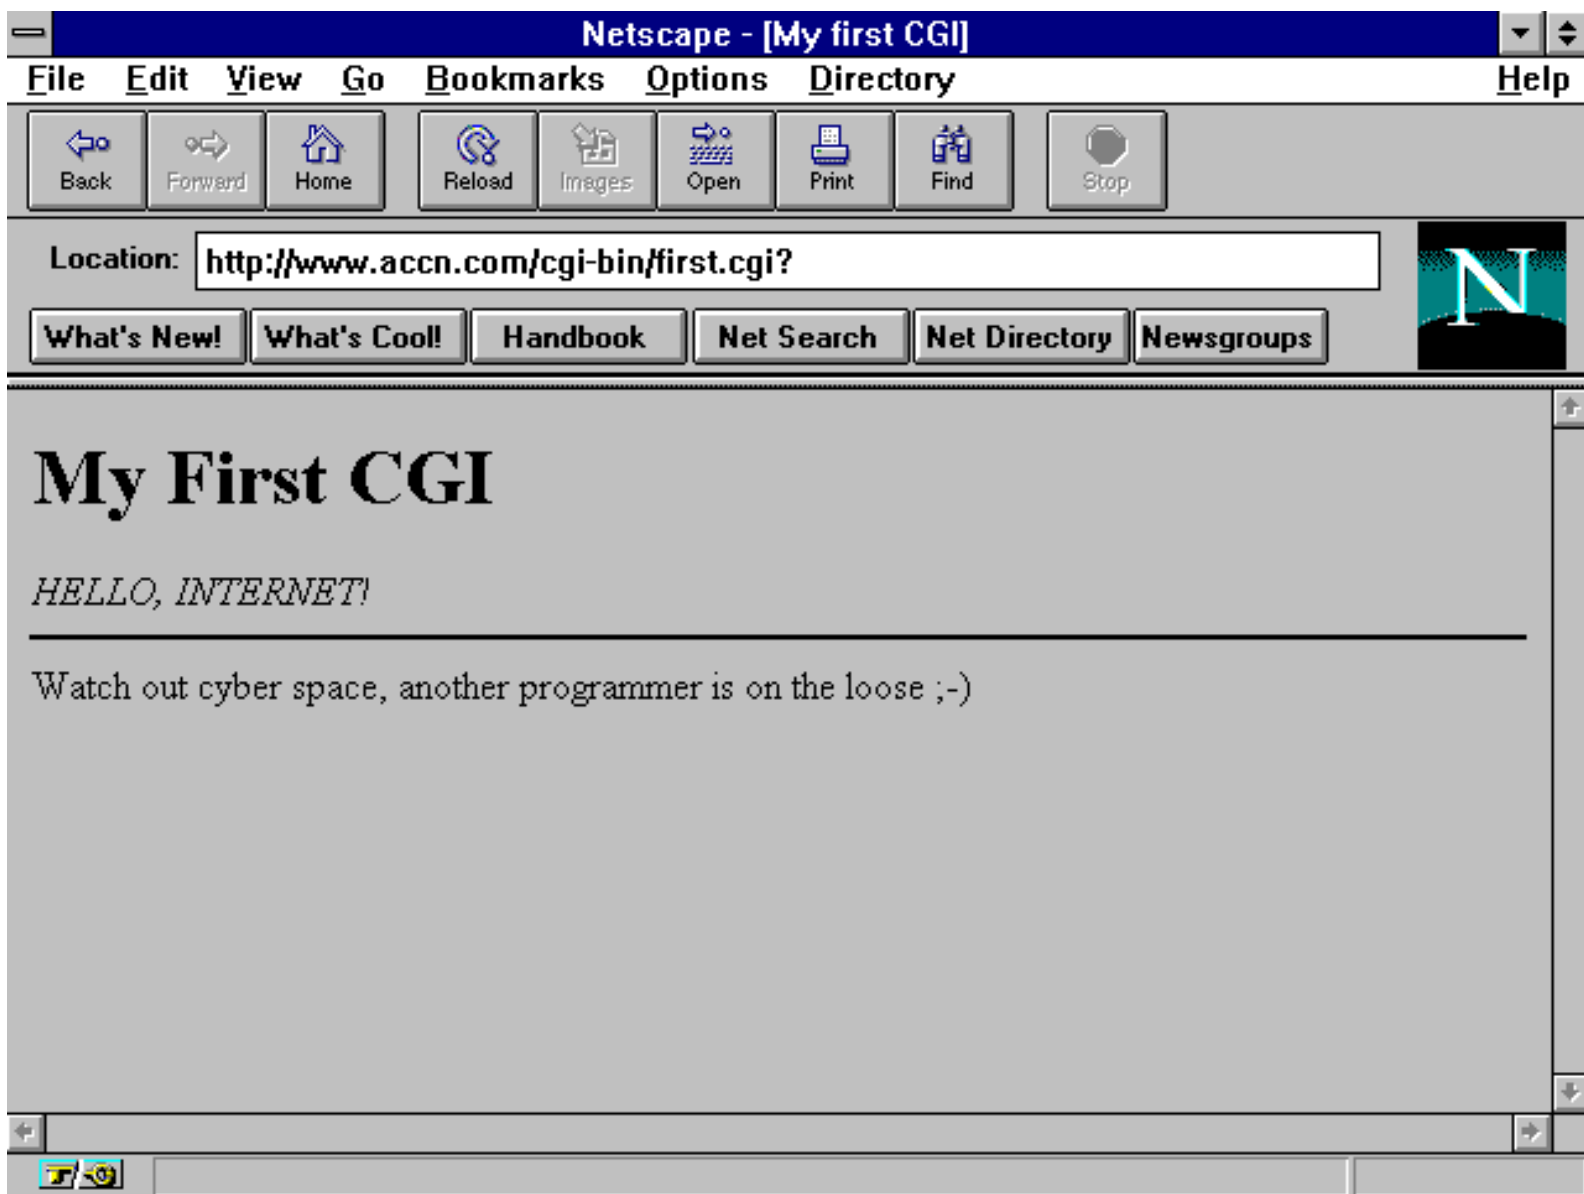 Netscape - [My first CGI]
File Edit View Go Bookmarks Options Directory Help
Back Forward Home Reload Images Open Print Find Stop
Location: http://www.accn.com/cgi-bin/first.cgi?
N
What's New! What's Cool! Handbook Net Search Net Directory Newsgroups
My First CGI
HELLO, INTERNET!
Watch out cyber space, another programmer is on the loose ;-)